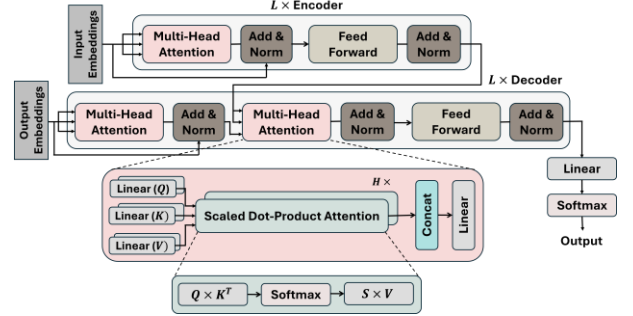 L × Encoder
Input
Embeddings
Multi-Head
Attention
Add &
Norm
Feed
Forward
Add &
Norm
L × Decoder
Output
Embeddings
Multi-Head
Attention
Add &
Norm
Multi-Head
Attention
Add &
Norm
Feed
Forward
Add &
Norm
Linear
Softmax
Output
H ×
Linear (Q)
Linear (K)
Linear (V)
Scaled Dot-Product Attention
Concat
Linear
Q × Kᵀ
Softmax
S × V